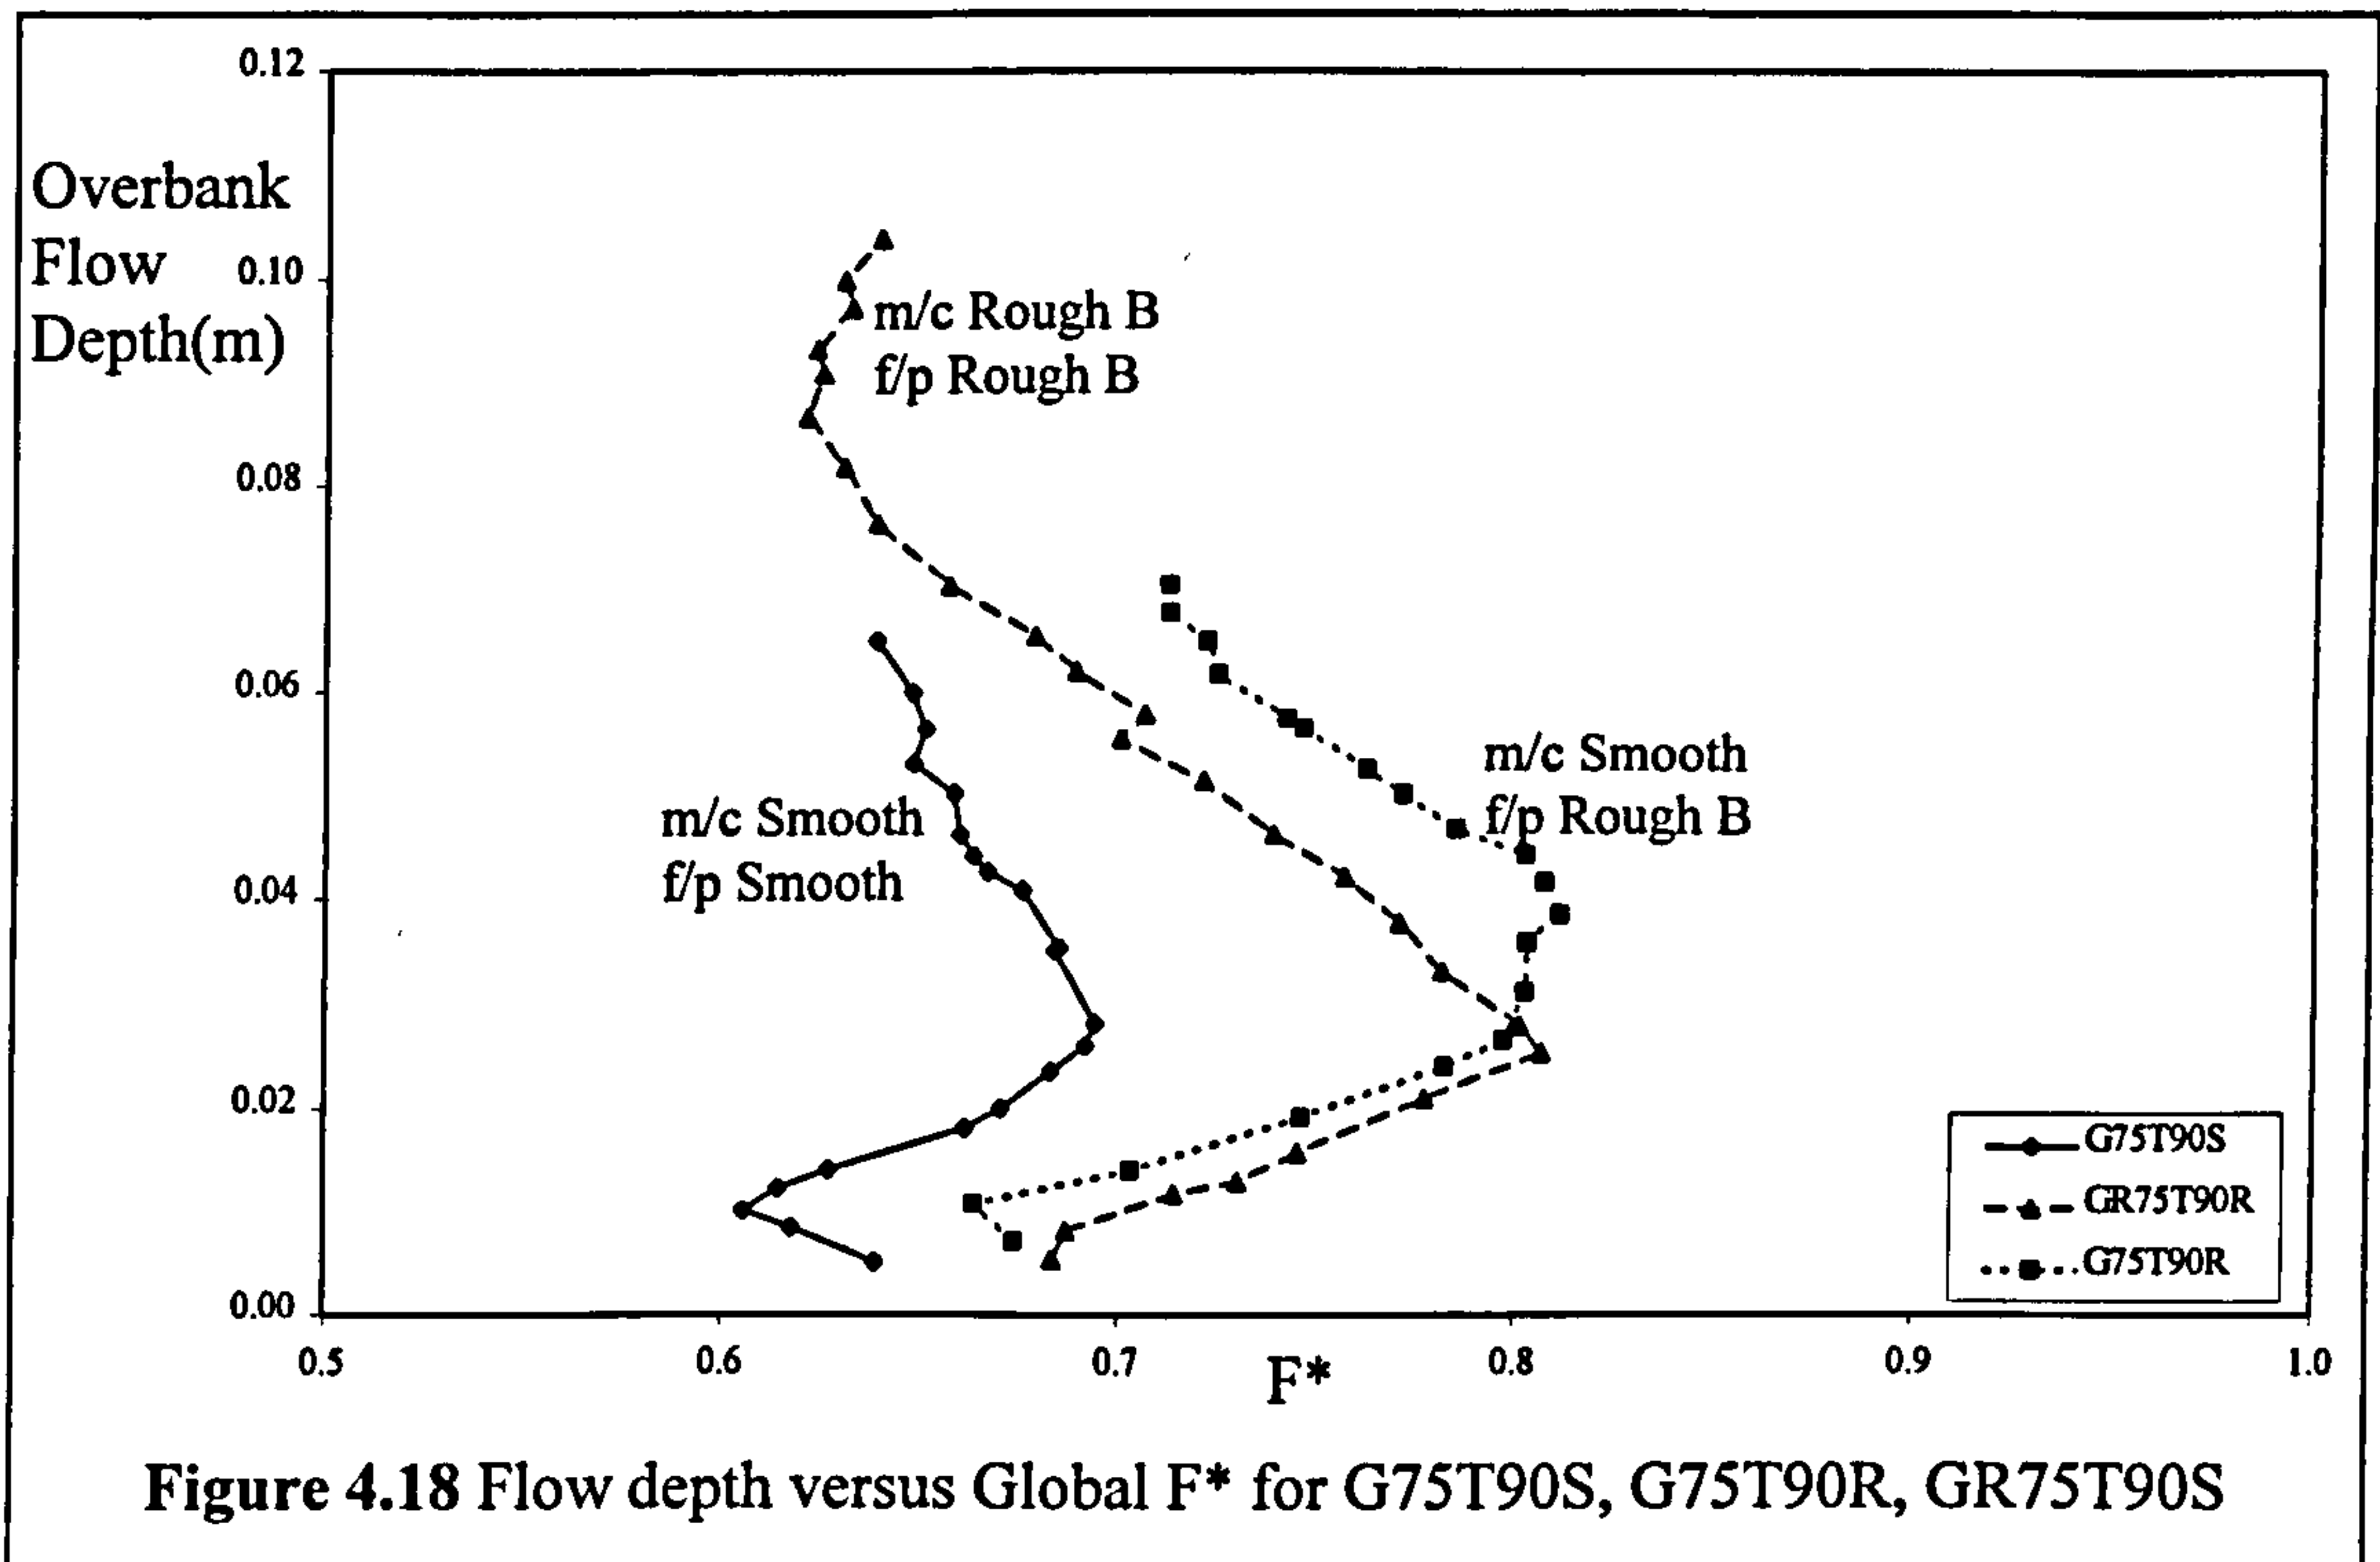 0.12
Overbank
Flow
Depth(m)
0.10
0.08
0.06
0.04
0.02
0.00
m/c Rough B
f/p Rough B
m/c Smooth
f/p Rough B
m/c Smooth
f/p Smooth
G75T90S
GR75T90R
G75T90R
0.5
0.6
0.7
0.8
0.9
1.0
F*
Figure 4.18 Flow depth versus Global F* for G75T90S, G75T90R, GR75T90S